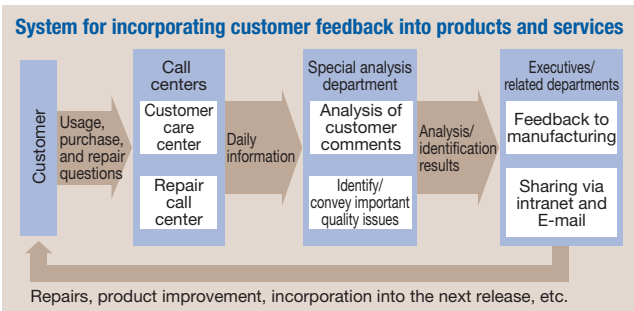 System for incorporating customer feedback into products and services
Customer
Usage,
purchase,
and repair
questions
Call
centers
Customer
care
center
Repair
call
center
Daily
information
Special analysis
department
Analysis of
customer
comments
Identify/
convey important
quality issues
Analysis/
identification
results
Executives/
related departments
Feedback to
manufacturing
Sharing via
intranet and
E-mail
Repairs, product improvement, incorporation into the next release, etc.